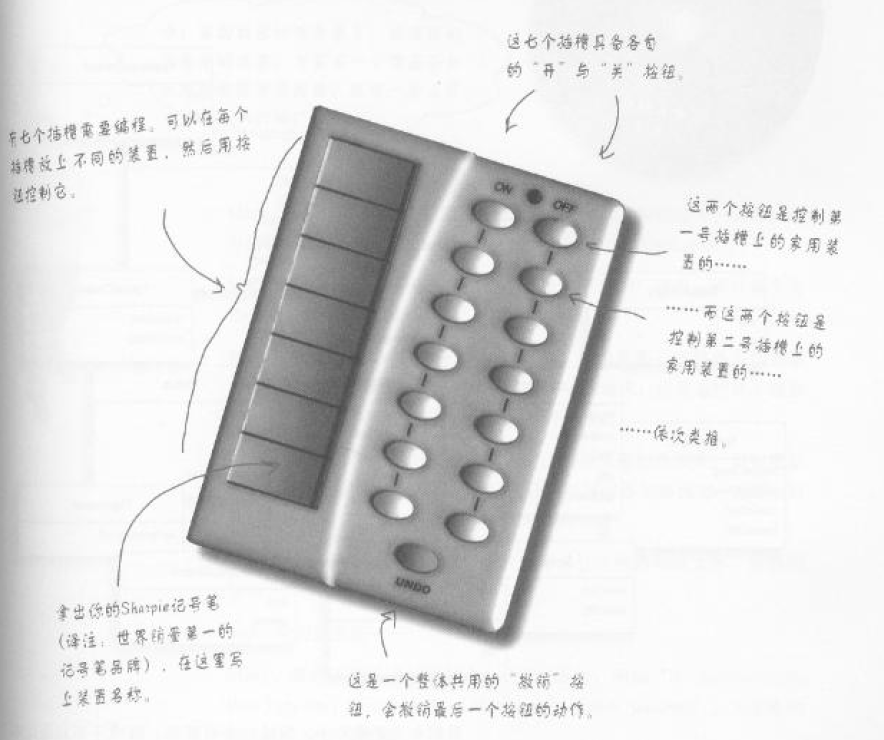 这七个插槽具备各自
的“开”与“关”按钮。
有七个插槽需要编程。可以在每个
插槽放上不同的装置，然后用按
钮控制它。
ON OFF
这两个按钮是控制第
一号插槽上的家用装
置的……
……而这两个按钮是
控制第二号插槽上的
家用装置的……
……依次类推。
UNDO
拿出你的Sharpie记号笔
(译注：世界销量第一的
记号笔品牌)，在这里写
上装置名称。
这是一个整体共用的“撤销”按
钮，会撤销最后一个按钮的动作。